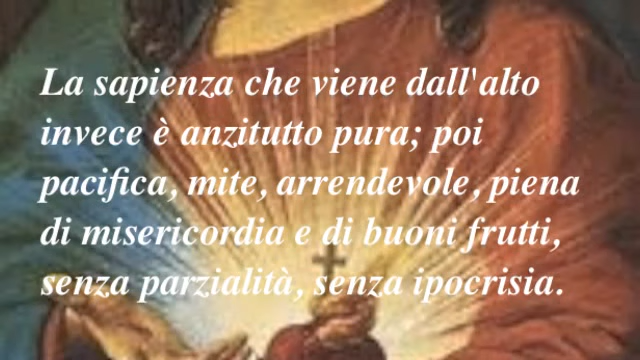 La sapienza che viene dall'alto
invece è anzitutto pura; poi
pacifica, mite, arrendevole, piena
di misericordia e di buoni frutti,
senza parzialità, senza ipocrisia.